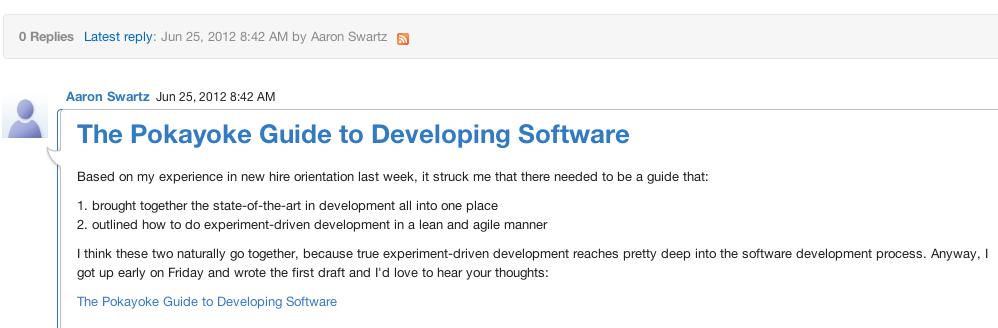 0 Replies Latest reply: Jun 25, 2012 8:42 AM by Aaron Swartz
Aaron Swartz Jun 25, 2012 8:42 AM
The Pokayoke Guide to Developing Software
Based on my experience in new hire orientation last week, it struck me that there needed to be a guide that:
1. brought together the state-of-the-art in development all into one place
2. outlined how to do experiment-driven development in a lean and agile manner
I think these two naturally go together, because true experiment-driven development reaches pretty deep into the software development process. Anyway, I
got up early on Friday and wrote the first draft and I'd love to hear your thoughts:
The Pokayoke Guide to Developing Software